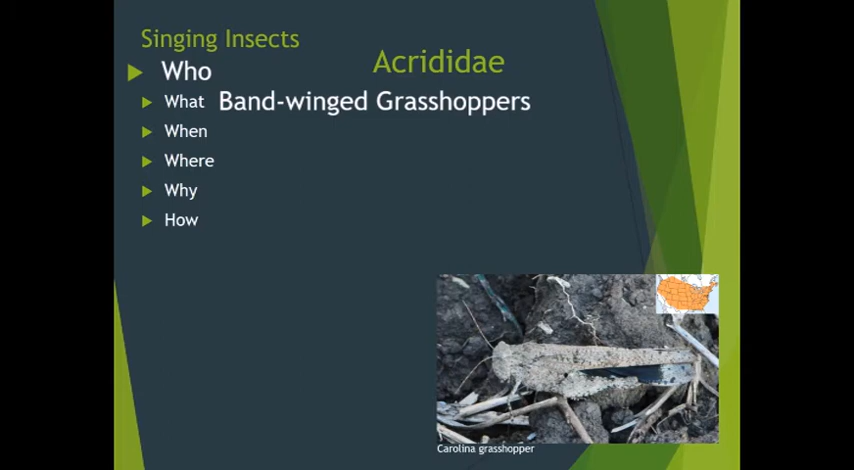 Singing Insects
Acrididae
Who
What
Band-winged Grasshoppers
When
Where
Why
How
Carolina grasshopper